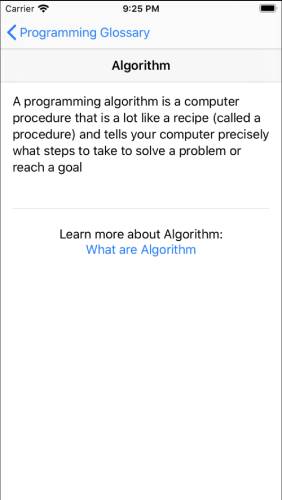 Carrier 9:25 PM
Programming Glossary
Algorithm
A programming algorithm is a computer
procedure that is a lot like a recipe (called a
procedure) and tells your computer precisely
what steps to take to solve a problem or
reach a goal
Learn more about Algorithm:
What are Algorithm